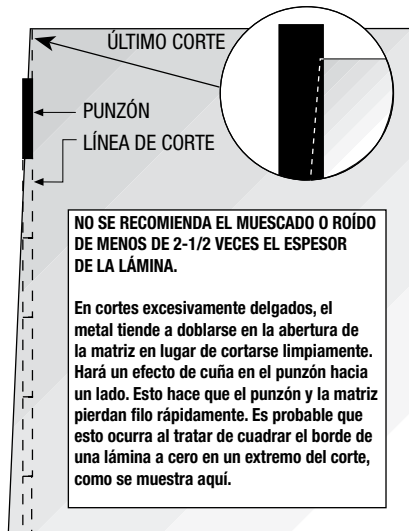 ÚLTIMO CORTE
PUNZÓN
LÍNEA DE CORTE
NO SE RECOMIENDA EL MUESCADO O ROÍDO
DE MENOS DE 2-1/2 VECES EL ESPESOR
DE LA LÁMINA.
En cortes excesivamente delgados, el
metal tiende a doblarse en la abertura de
la matriz en lugar de cortarse limpiamente.
Hará un efecto de cuña en el punzón hacia
un lado. Esto hace que el punzón y la matriz
pierdan filo rápidamente. Es probable que
esto ocurra al tratar de cuadrar el borde de
una lámina a cero en un extremo del corte,
como se muestra aquí.